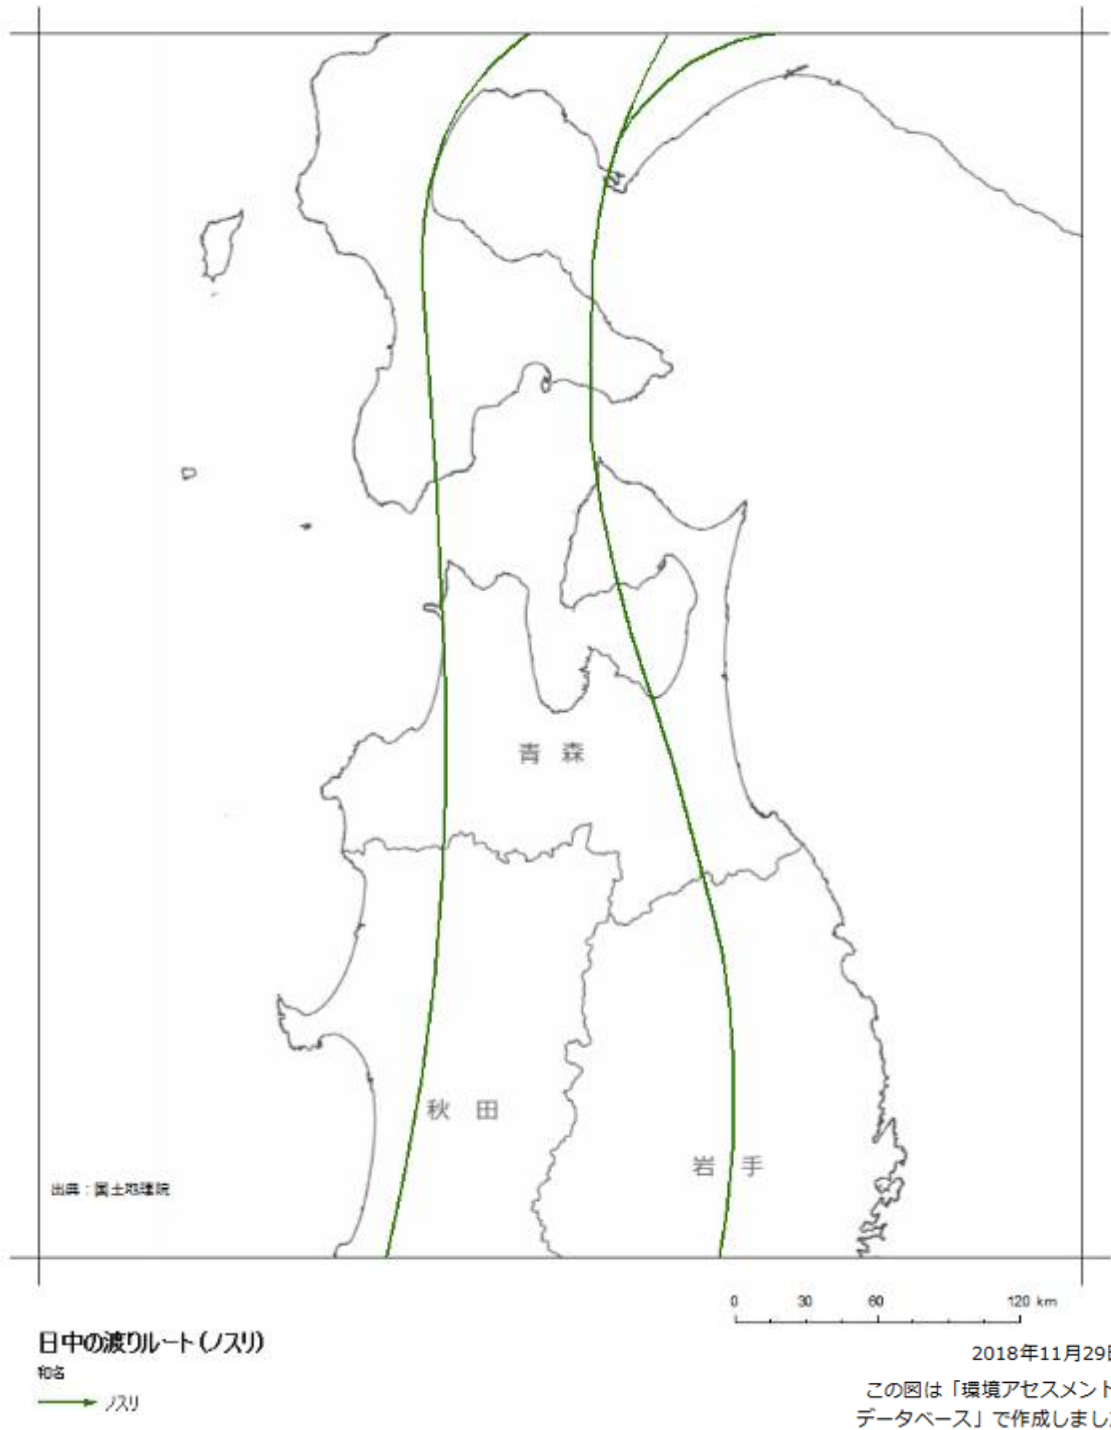 青 森
秋 田
岩 手
出典：国土地理院
0 30 60 120 km
日中の渡りルート(ノスリ)
和名
ノスリ
2018年11月29日
この図は「環境アセスメント
データベース」で作成しまし